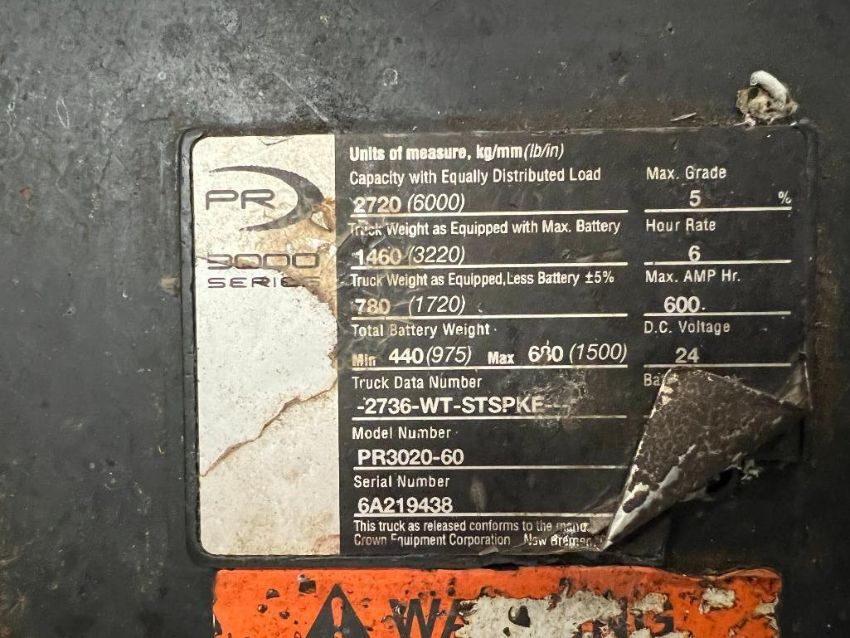 PR
3000
SERIES
Units of measure, kg/mm (lb/in)
Capacity with Equally Distributed Load
2720 (6000)
Truck Weight as Equipped with Max. Battery
1460 (3220)
Truck Weight as Equipped, Less Battery ±5%
780 (1720)
Total Battery Weight
Min 440 (975) Max 680 (1500)
Truck Data Number
-2736-WT-STSPKE-
Model Number
PR3020-60
Serial Number
6A219438
This truck as released conforms to the
Crown Equipment Corporation New Bremen,
Max. Grade
5 %
Hour Rate
6
Max. AMP Hr.
600
D.C. Voltage
24
WARNING